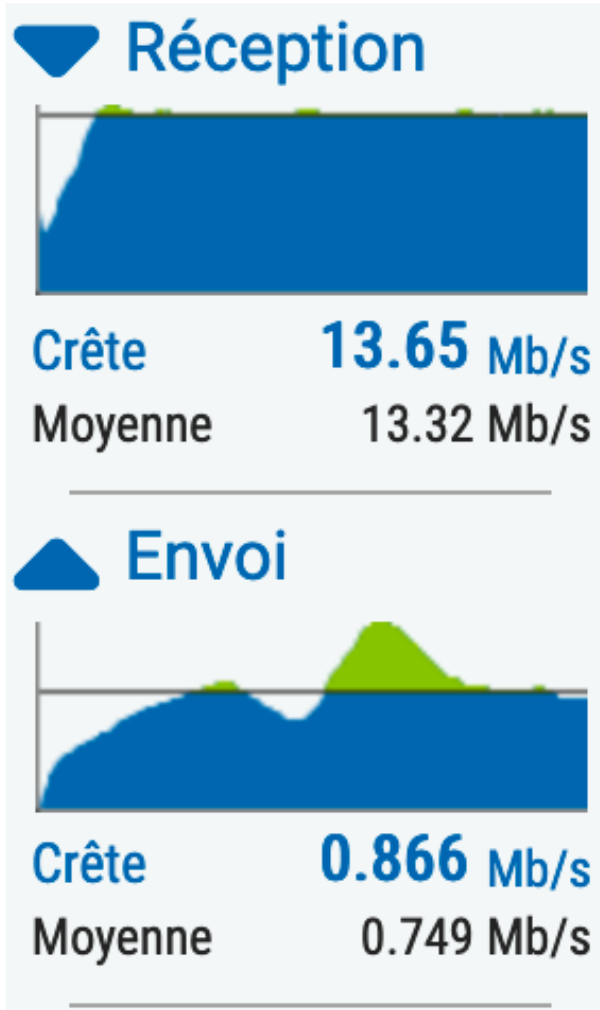 Réception
Crête 13.65 Mb/s
Moyenne 13.32 Mb/s
Envoi
Crête 0.866 Mb/s
Moyenne 0.749 Mb/s